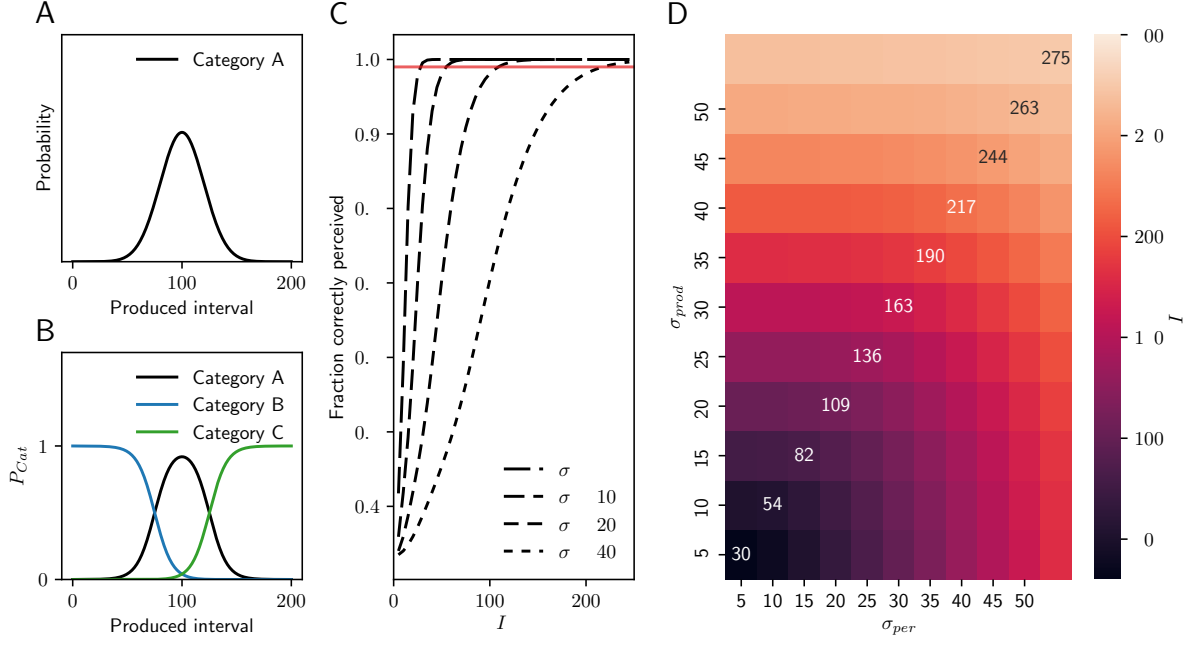 A
Category A
Probability
0 100 200
Produced interval
B
Category A
Category B
Category C
1
0
P_Cat
0 100 200
Produced interval
C
1.0
0.9
0.
0.
0.
0.
0.4
Fraction correctly perceived
σ
σ 10
σ 20
σ 40
0 100 200
I
D
275
263
244
217
190
163
136
109
82
54
30
50
45
40
35
30
25
20
15
10
5
σ_prod
5 10 15 20 25 30 35 40 45 50
σ_per
00
2 0
200
1 0
100
0
I